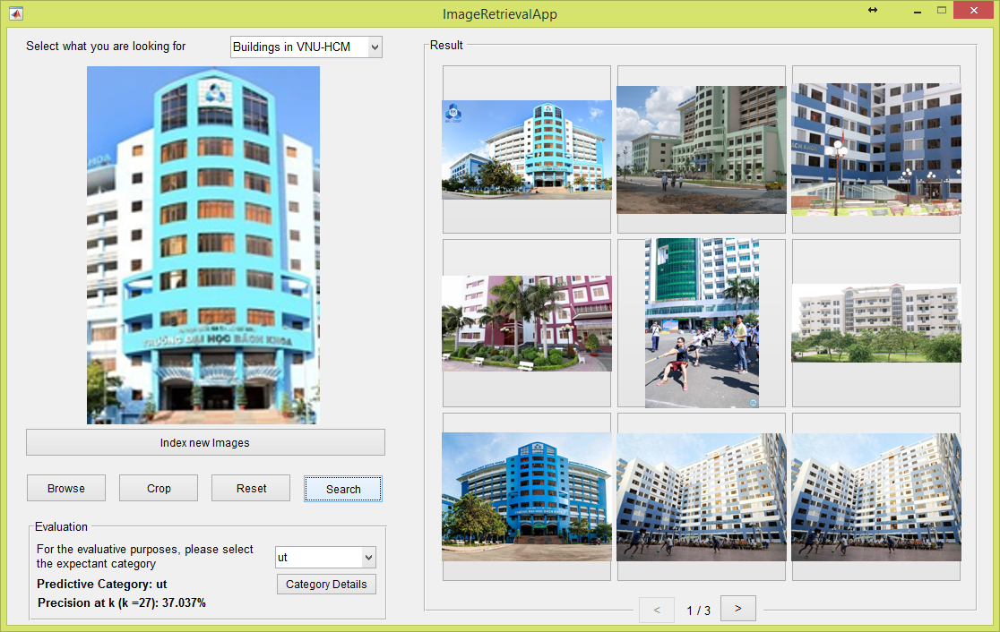 ImageRetrievalApp
Select what you are looking for
Buildings in VNU-HCM
TRƯỜNG ĐẠI HỌC BÁCH KHOA
Index new Images
Browse
Crop
Reset
Search
Evaluation
For the evaluative purposes, please select
the expectant category
ut
Predictive Category: ut
Category Details
Precision at k (k =27): 37.037%
Result
BÁCH KHOA
<
1 / 3
>